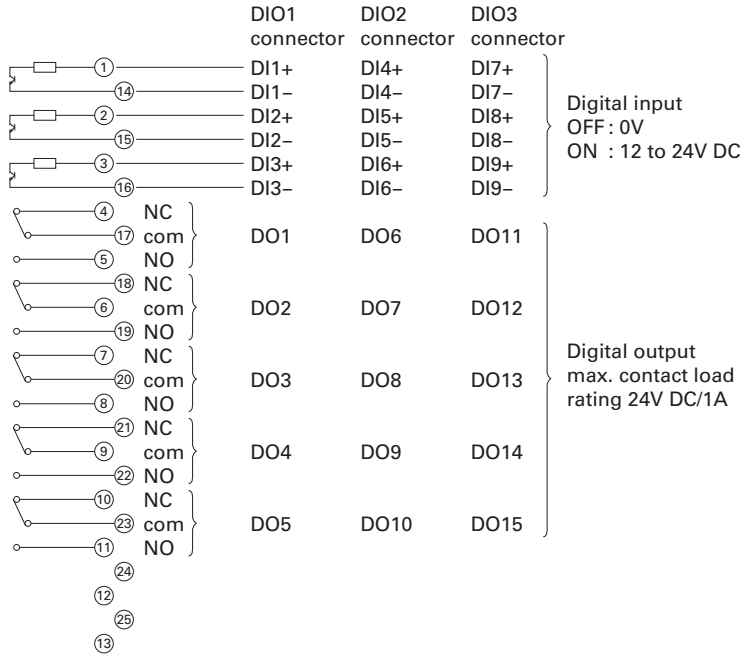 DIO1 DIO2 DIO3
connector connector connector
1 DI1+ DI4+ DI7+
14 DI1– DI4– DI7–
2 DI2+ DI5+ DI8+
15 DI2– DI5– DI8–
3 DI3+ DI6+ DI9+
16 DI3– DI6– DI9–
Digital input
OFF : 0V
ON : 12 to 24V DC
4 NC
17 com DO1 DO6 DO11
5 NO
18 NC
6 com DO2 DO7 DO12
19 NO
7 NC
20 com DO3 DO8 DO13
8 NO
21 NC
9 com DO4 DO9 DO14
22 NO
10 NC
23 com DO5 DO10 DO15
11 NO
Digital output
max. contact load
rating 24V DC/1A
24
12
25
13